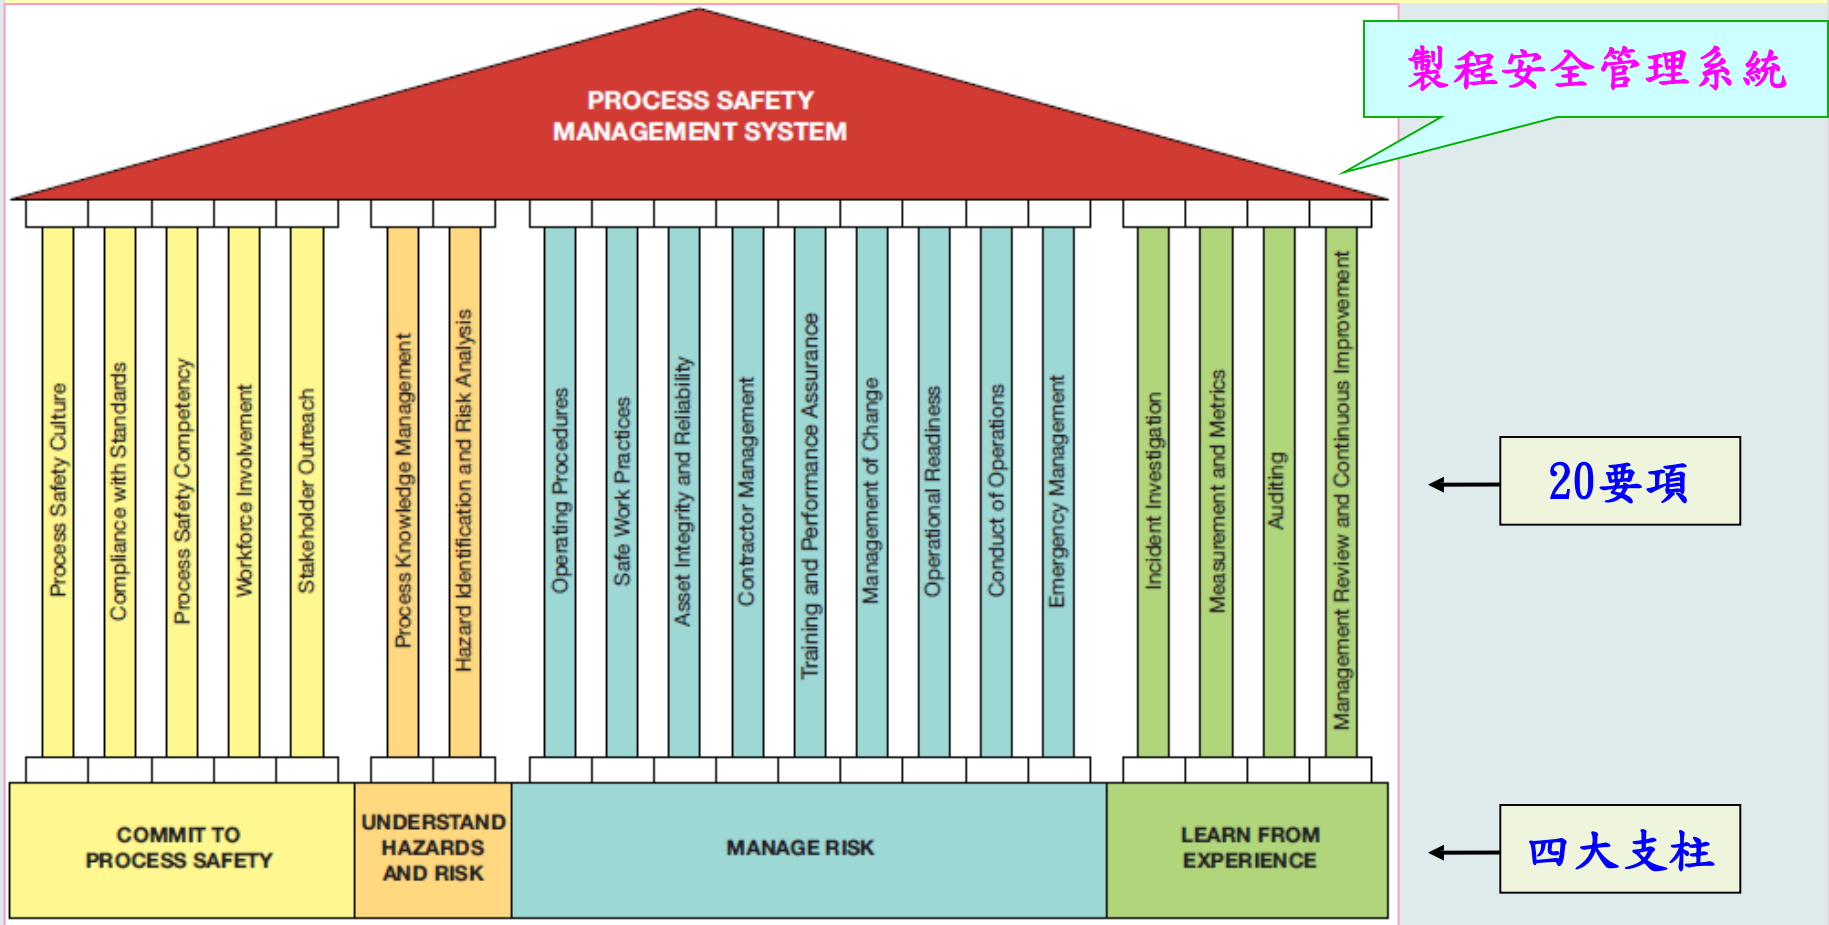 製程安全管理系統
PROCESS SAFETY
MANAGEMENT SYSTEM
Process Safety Culture
Compliance with Standards
Process Safety Competency
Workforce Involvement
Stakeholder Outreach
Process Knowledge Management
Hazard Identification and Risk Analysis
Operating Procedures
Safe Work Practices
Asset Integrity and Reliability
Contractor Management
Training and Performance Assurance
Management of Change
Operational Readiness
Conduct of Operations
Emergency Management
Incident Investigation
Measurement and Metrics
Auditing
Management Review and Continuous Improvement
20要項
COMMIT TO
PROCESS SAFETY
UNDERSTAND
HAZARDS
AND RISK
MANAGE RISK
LEARN FROM
EXPERIENCE
四大支柱